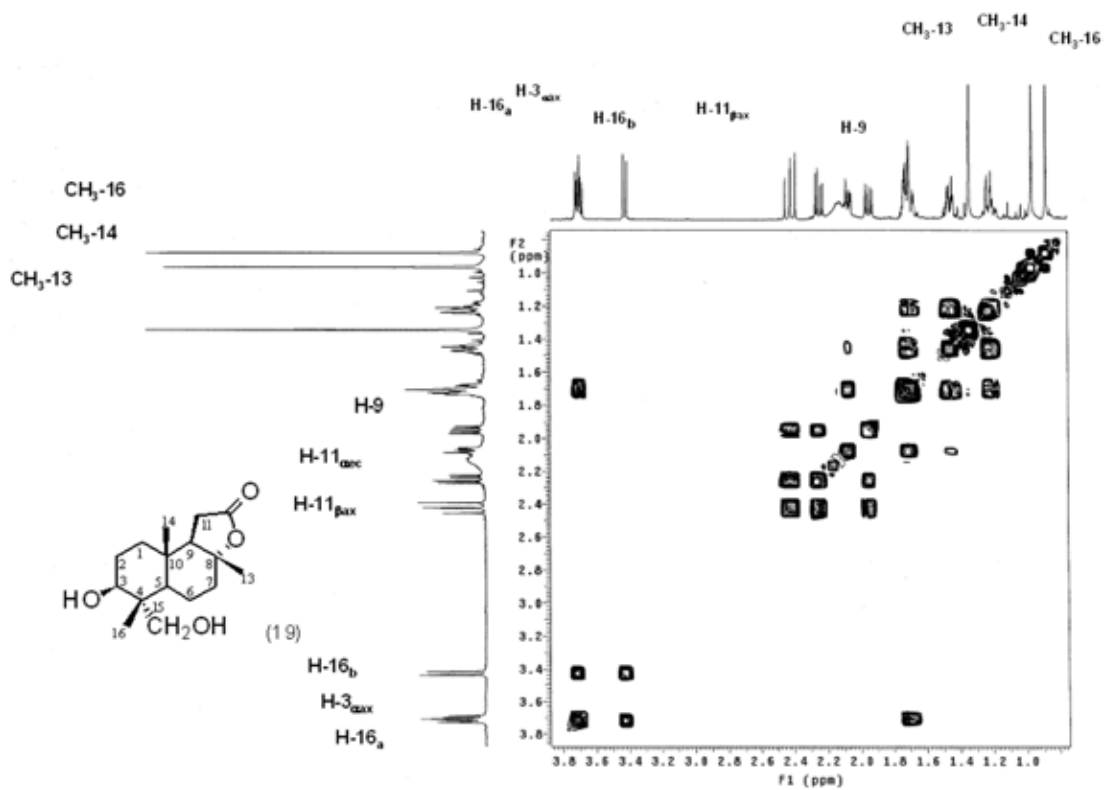 CH3-13
CH3-14
CH3-16
H-16a
H-3αax
H-16b
H-11βax
H-9
CH3-16
CH3-14
CH3-13
H-9
H-11αec
H-11βax
H-16b
H-3αax
H-16a
F2
(ppm)
1.0
1.2
1.4
1.6
1.8
2.0
2.2
2.4
2.6
2.8
3.0
3.2
3.4
3.6
3.8
3.8 3.6 3.4 3.2 3.0 2.8 2.6 2.4 2.2 2.0 1.8 1.6 1.4 1.2 1.0
F1 (ppm)
O
14
11
O
1
9
2
10
8
3
5
7
13
HO
4
6
15
16
CH2OH
(19)